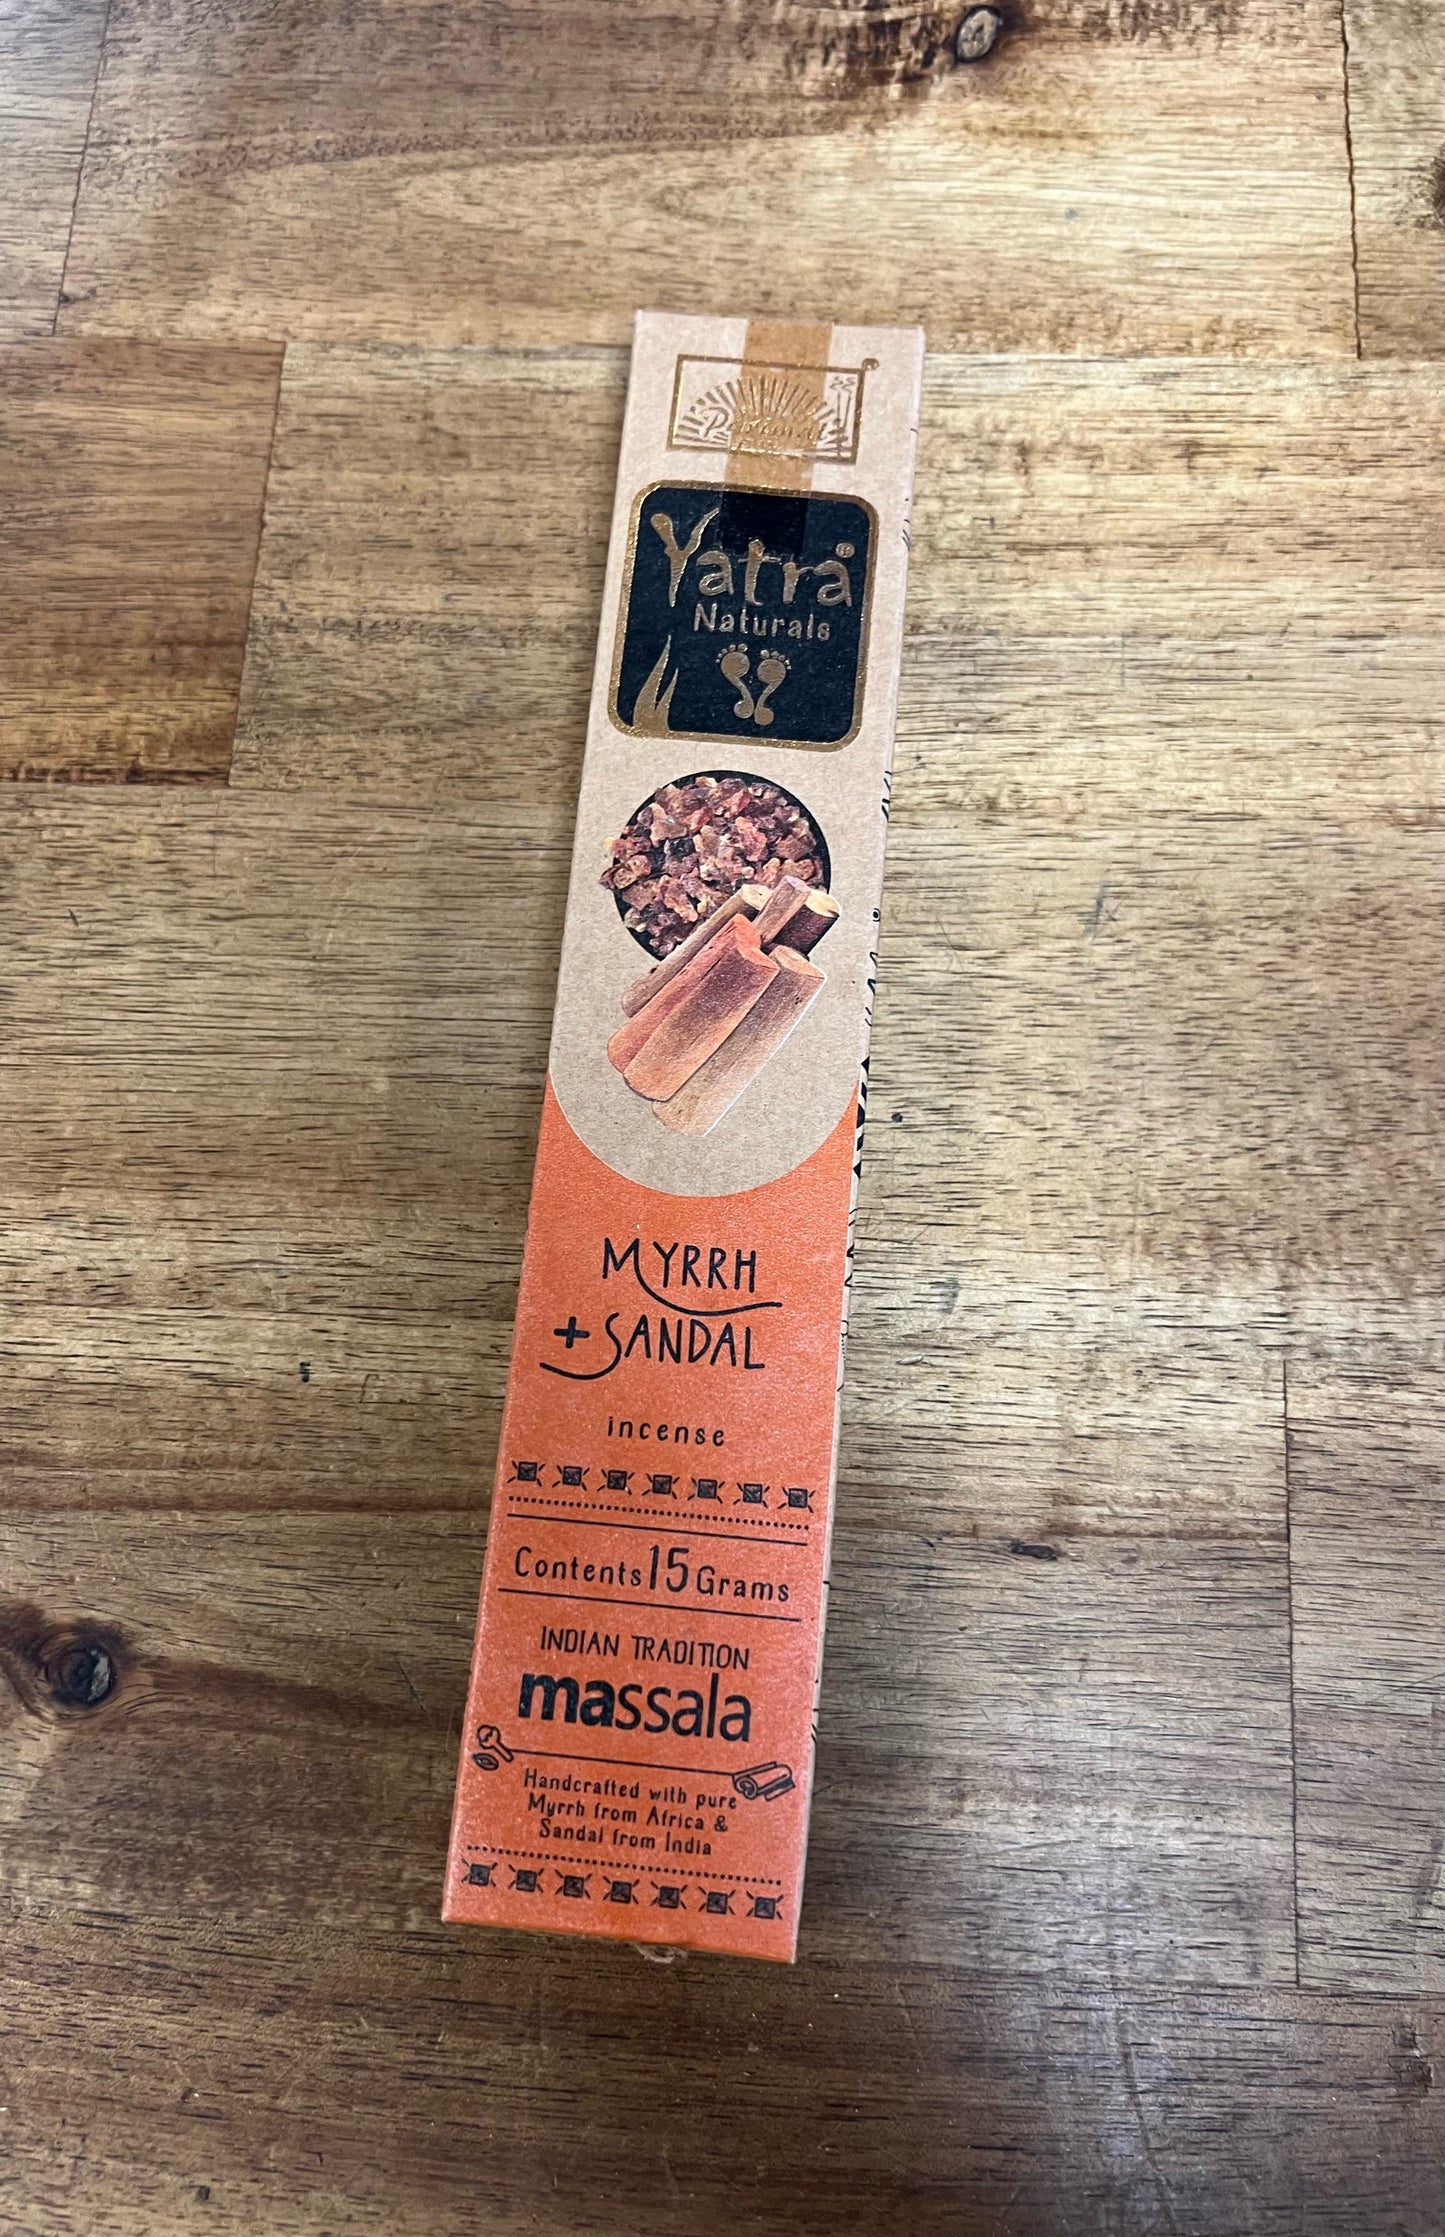 Yatra®
Naturals
MYRRH
+ SANDAL
incense
Contents 15 Grams
INDIAN TRADITION
massala
Handcrafted with pure
Myrrh from Africa &
Sandal from India